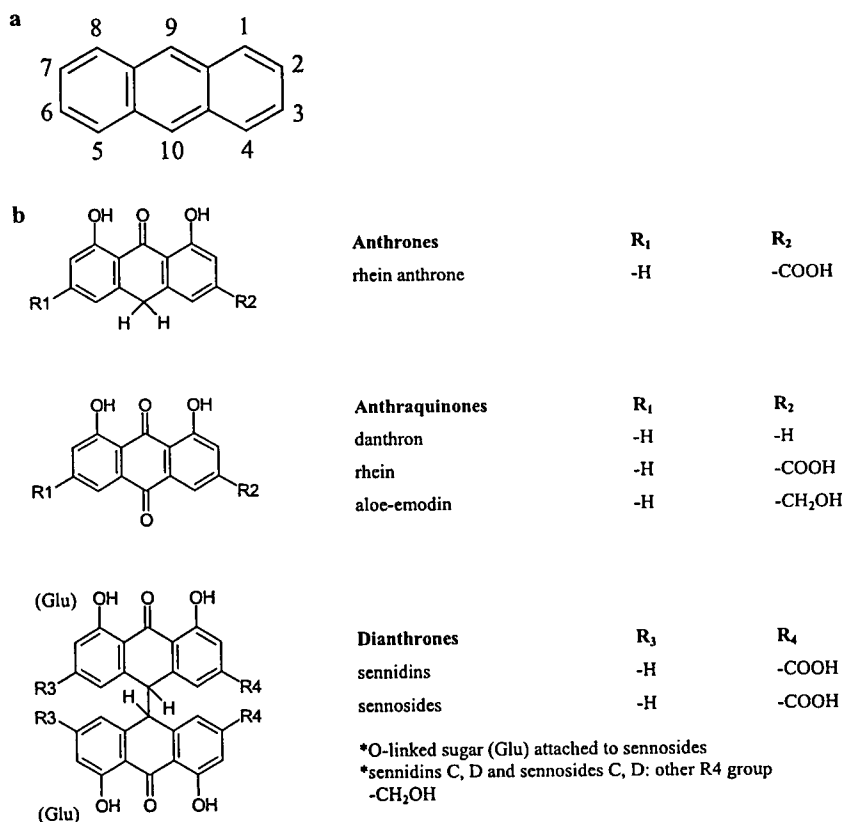 a
8 9 1
7 2
6 3
5 10 4
b
OH O OH
R1 R2
H H
Anthrones R₁ R₂
rhein anthrone -H -COOH
OH O OH
R1 R2
O
Anthraquinones R₁ R₂
danthron -H -H
rhein -H -COOH
aloe-emodin -H -CH₂OH
(Glu) OH O OH
R3 R4
H H
R3 R4
OH O OH
(Glu)
Dianthrones R₃ R₄
sennidins -H -COOH
sennosides -H -COOH
*O-linked sugar (Glu) attached to sennosides
*sennidins C, D and sennosides C, D: other R4 group
-CH₂OH